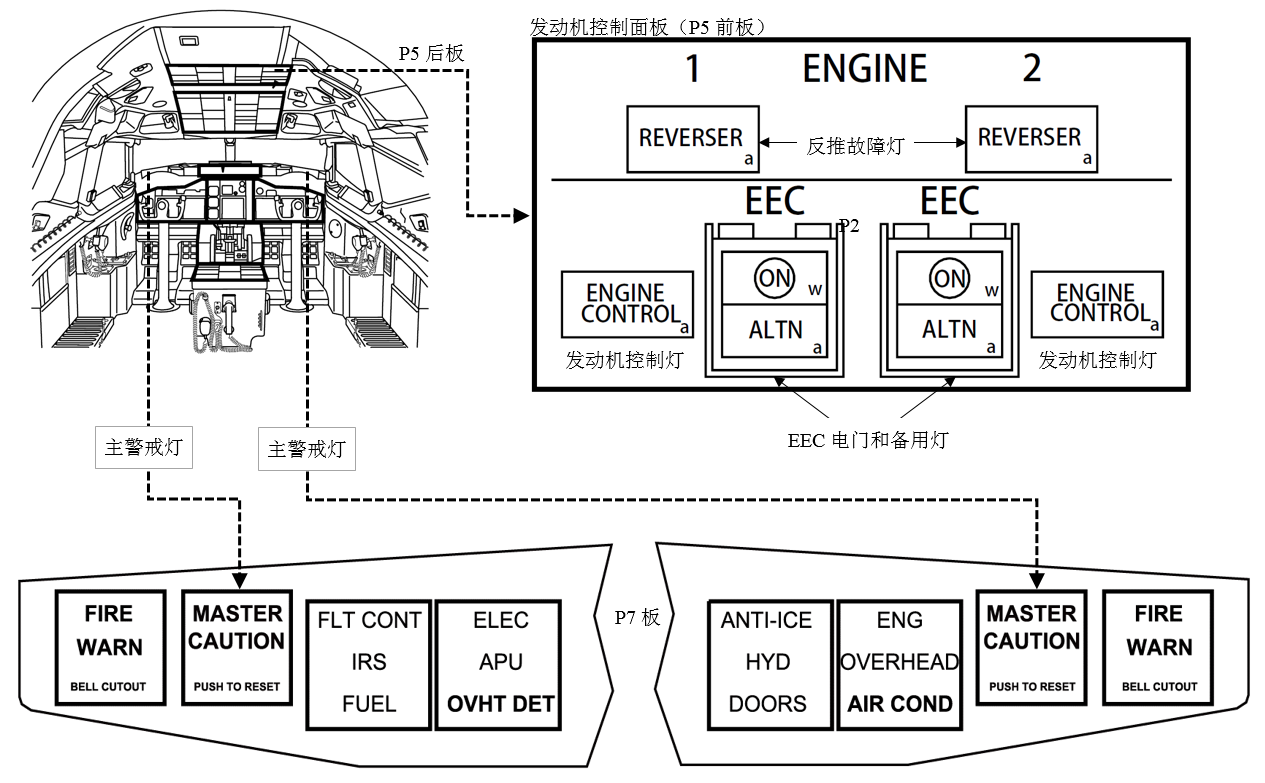 发动机控制面板（P5 前板）
P5 后板
1 ENGINE 2
REVERSER
a
反推故障灯
REVERSER
a
EEC
EEC
P2
ON
w
ALTN
a
ON
w
ALTN
a
ENGINE
CONTROL
a
ENGINE
CONTROL
a
发动机控制灯
发动机控制灯
EEC 电门和备用灯
主警戒灯
主警戒灯
P7 板
FIRE
WARN
BELL CUTOUT
MASTER
CAUTION
PUSH TO RESET
FLT CONT
IRS
FUEL
ELEC
APU
OVHT DET
ANTI-ICE
HYD
DOORS
ENG
OVERHEAD
AIR COND
MASTER
CAUTION
PUSH TO RESET
FIRE
WARN
BELL CUTOUT